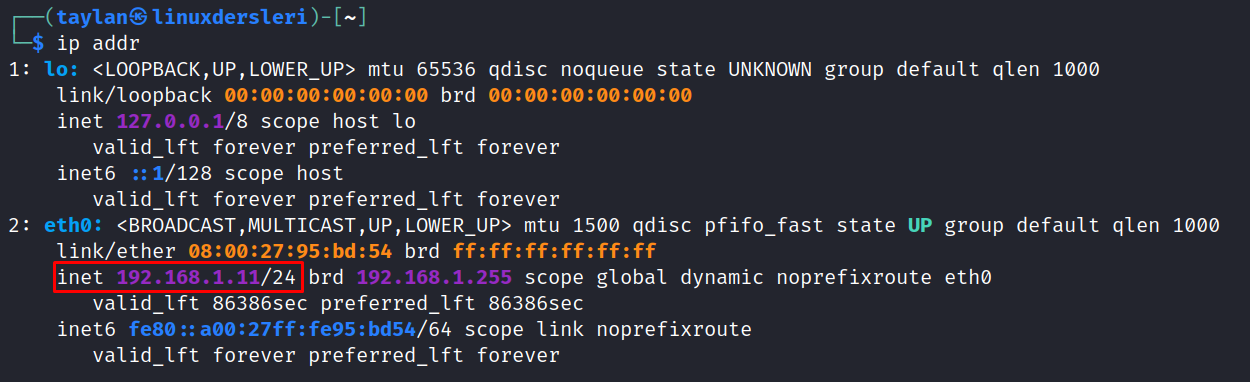 ┌──(taylan㉿linuxdersleri)-[~]
└─$ ip addr
1: lo: <LOOPBACK,UP,LOWER_UP> mtu 65536 qdisc noqueue state UNKNOWN group default qlen 1000
    link/loopback 00:00:00:00:00:00 brd 00:00:00:00:00:00
    inet 127.0.0.1/8 scope host lo
       valid_lft forever preferred_lft forever
    inet6 ::1/128 scope host
       valid_lft forever preferred_lft forever
2: eth0: <BROADCAST,MULTICAST,UP,LOWER_UP> mtu 1500 qdisc pfifo_fast state UP group default qlen 1000
    link/ether 08:00:27:95:bd:54 brd ff:ff:ff:ff:ff:ff
    inet 192.168.1.11/24 brd 192.168.1.255 scope global dynamic noprefixroute eth0
       valid_lft 86386sec preferred_lft 86386sec
    inet6 fe80::a00:27ff:fe95:bd54/64 scope link noprefixroute
       valid_lft forever preferred_lft forever